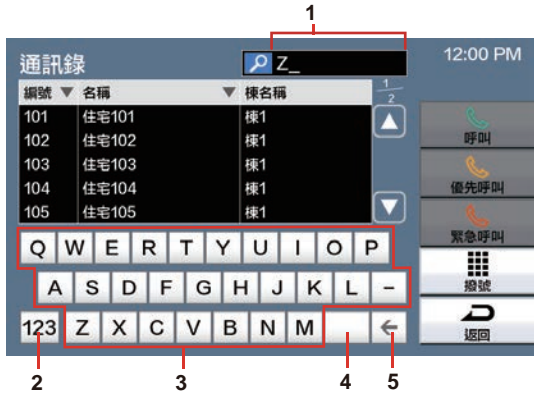 1
通訊錄
Z_
12:00 PM
編號 名稱 棟名稱
1/2
101 住宅101 棟1
102 住宅102 棟1
103 住宅103 棟1
104 住宅104 棟1
105 住宅105 棟1
呼叫
優先呼叫
緊急呼叫
撥號
返回
Q W E R T Y U I O P
A S D F G H J K L –
123 Z X C V B N M ←
2 3 4 5